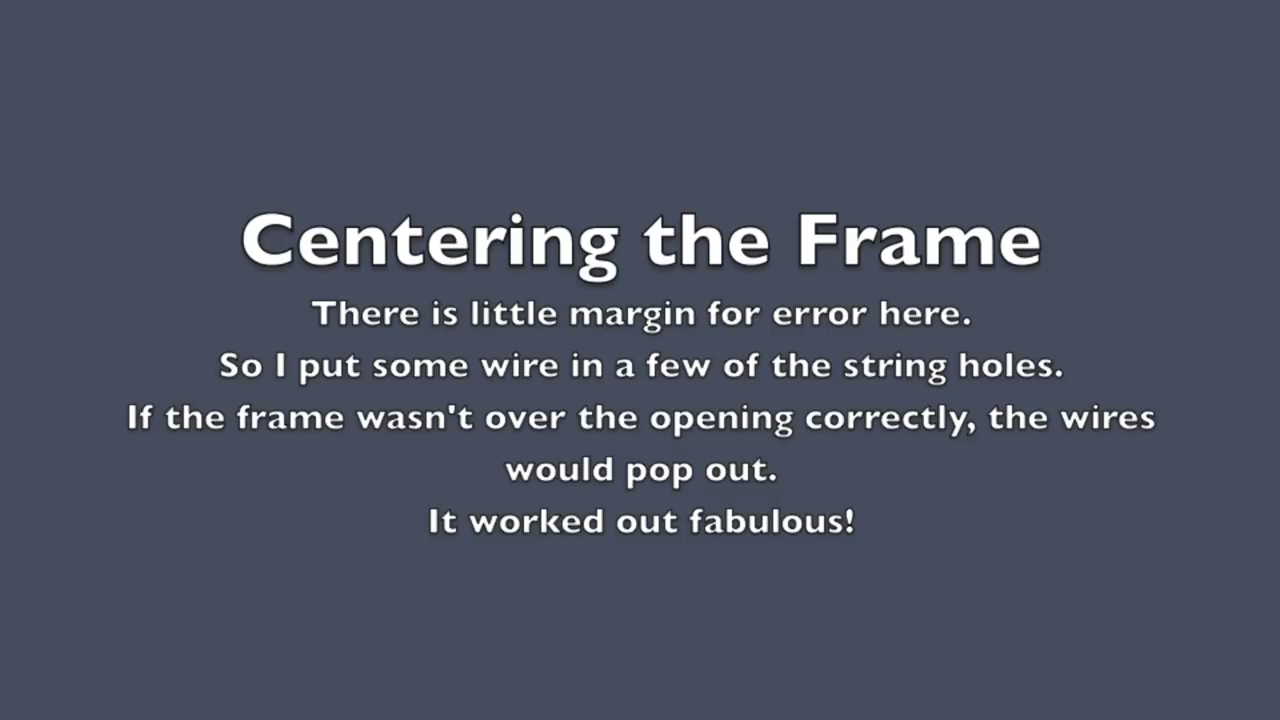 Centering the Frame
There is little margin for error here.
So I put some wire in a few of the string holes.
If the frame wasn't over the opening correctly, the wires
would pop out.
It worked out fabulous!